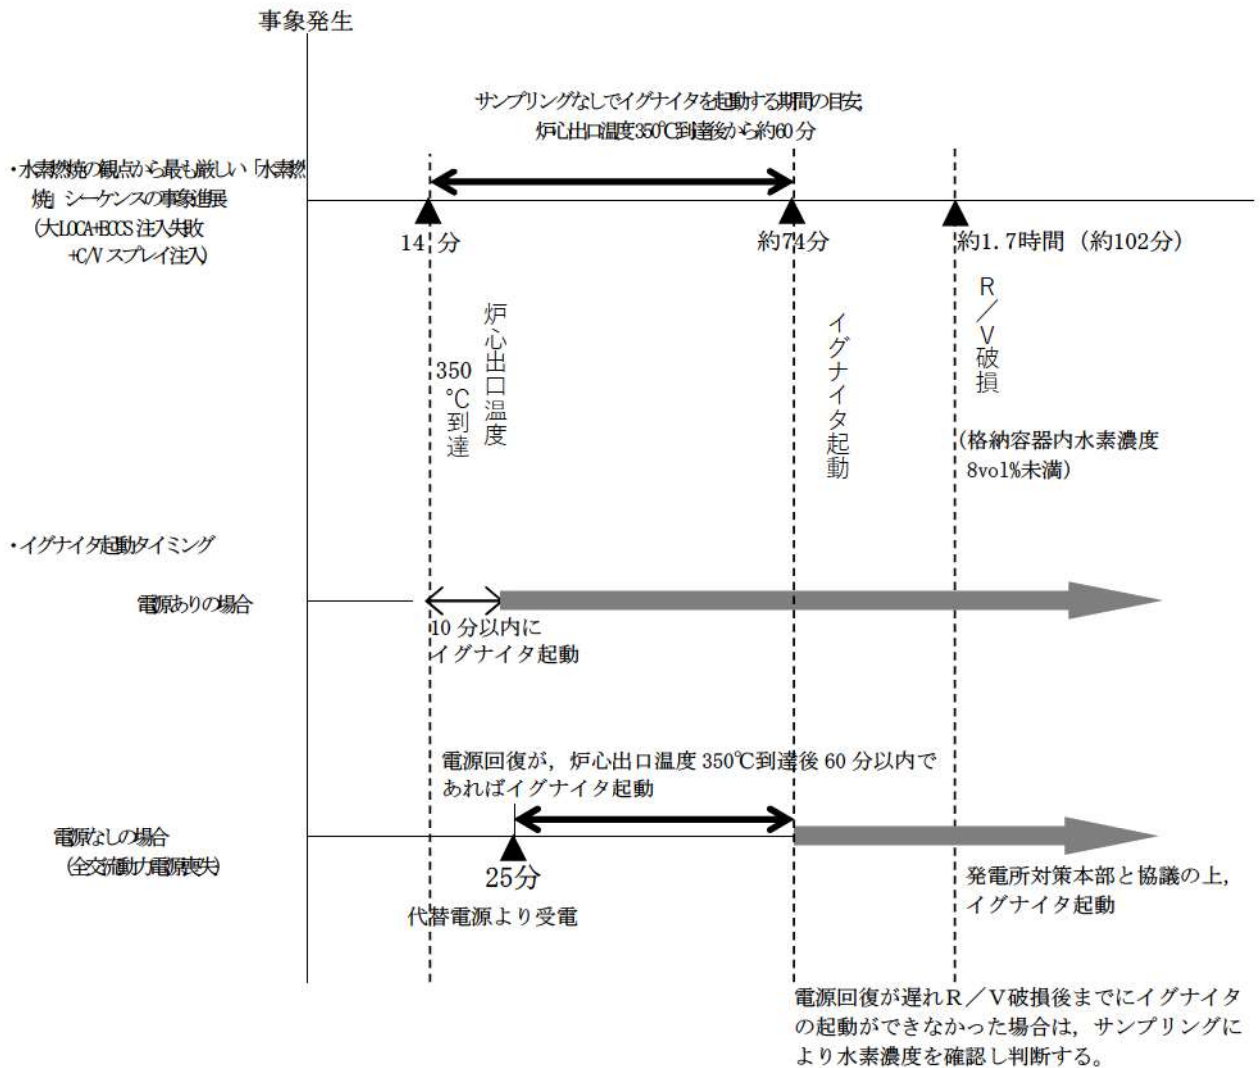 事象発生
サンプリングなしでイグナイタを起動する期間の目安;
炉心出口温度350℃到達後から約60分
・水素燃焼の観点から最も厳しい「水素燃
焼」シーケンスの事象進展
(大LOCA+ECCS 注入失敗
+C/V スプレイ注入)
14 分
約74分
約1.7時間（約102分）
炉心出口温度
350
℃到達
イグナイタ起動
R／V破損
(格納容器内水素濃度
8vol%未満)
・イグナイタ起動タイミング
電源ありの場合
10 分以内に
イグナイタ起動
電源回復が，炉心出口温度 350℃到達後 60 分以内で
あればイグナイタ起動
電源なしの場合
(全交流動力電源喪失)
25分
代替電源より受電
発電所対策本部と協議の上，
イグナイタ起動
電源回復が遅れＲ／Ｖ破損後までにイグナイタ
の起動ができなかった場合は，サンプリングに
より水素濃度を確認し判断する。